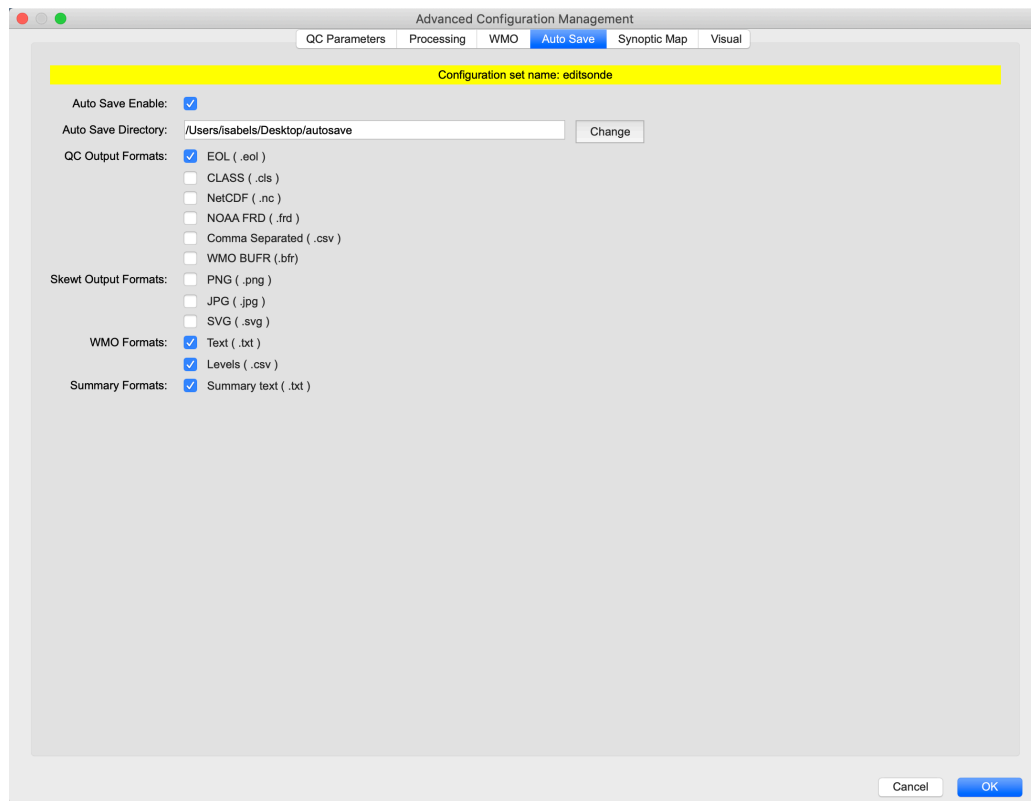 Advanced Configuration Management
QC Parameters Processing WMO Auto Save Synoptic Map Visual
Configuration set name: editsonde
Auto Save Enable:
Auto Save Directory: /Users/isabels/Desktop/autosave Change
QC Output Formats: EOL ( .eol )
CLASS ( .cls )
NetCDF ( .nc )
NOAA FRD ( .frd )
Comma Separated ( .csv )
WMO BUFR (.bfr)
Skewt Output Formats: PNG ( .png )
JPG ( .jpg )
SVG ( .svg )
WMO Formats: Text ( .txt )
Levels ( .csv )
Summary Formats: Summary text ( .txt )
Cancel OK